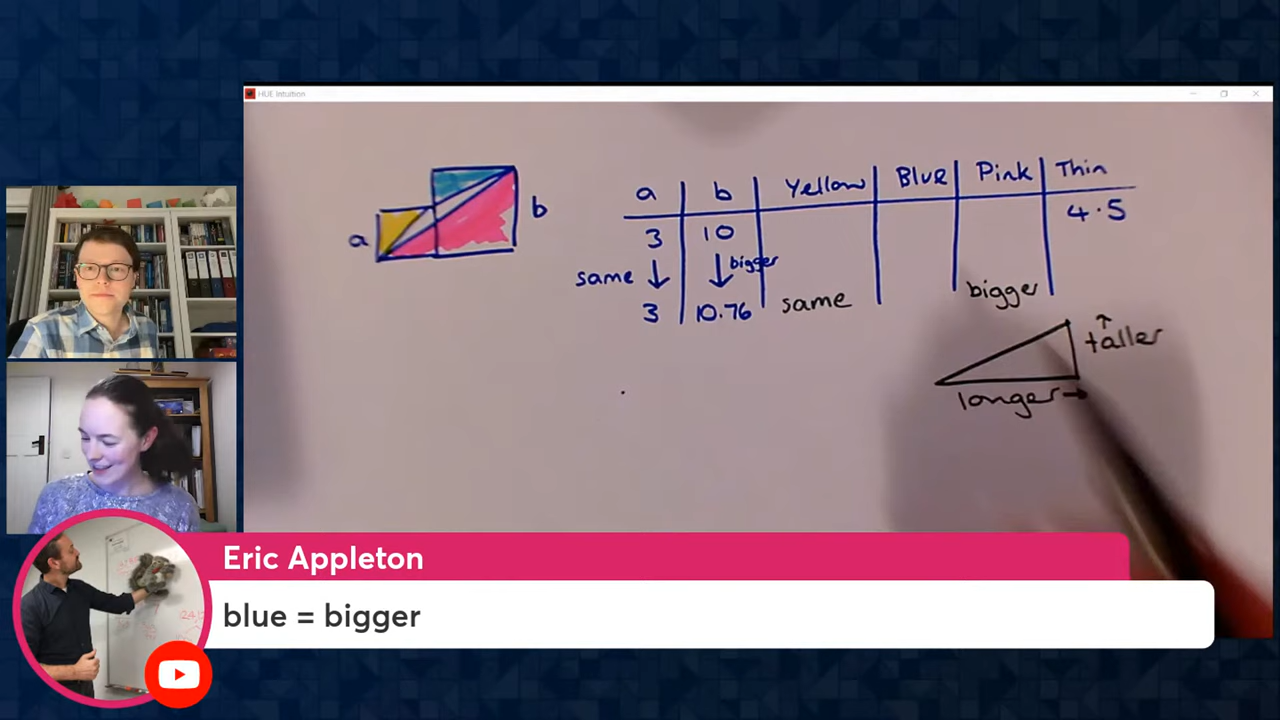 HUE Intuition
a
b
a b Yellow Blue Pink Thin
3 10 4.5
same ↓ ↓ bigger
3 10.76 same bigger
↑
taller
longer →
Eric Appleton
blue = bigger